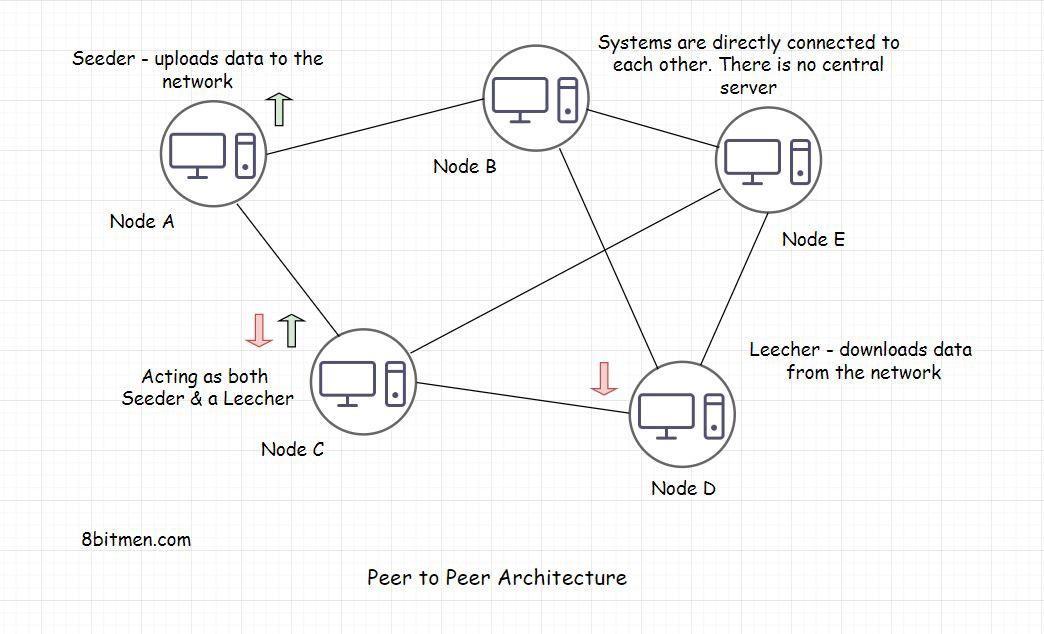 Seeder - uploads data to the
network
Systems are directly connected to
each other. There is no central
server
Node B
Node A
Node E
Leecher - downloads data
from the network
Acting as both
Seeder & a Leecher
Node C
Node D
8bitmen.com
Peer to Peer Architecture